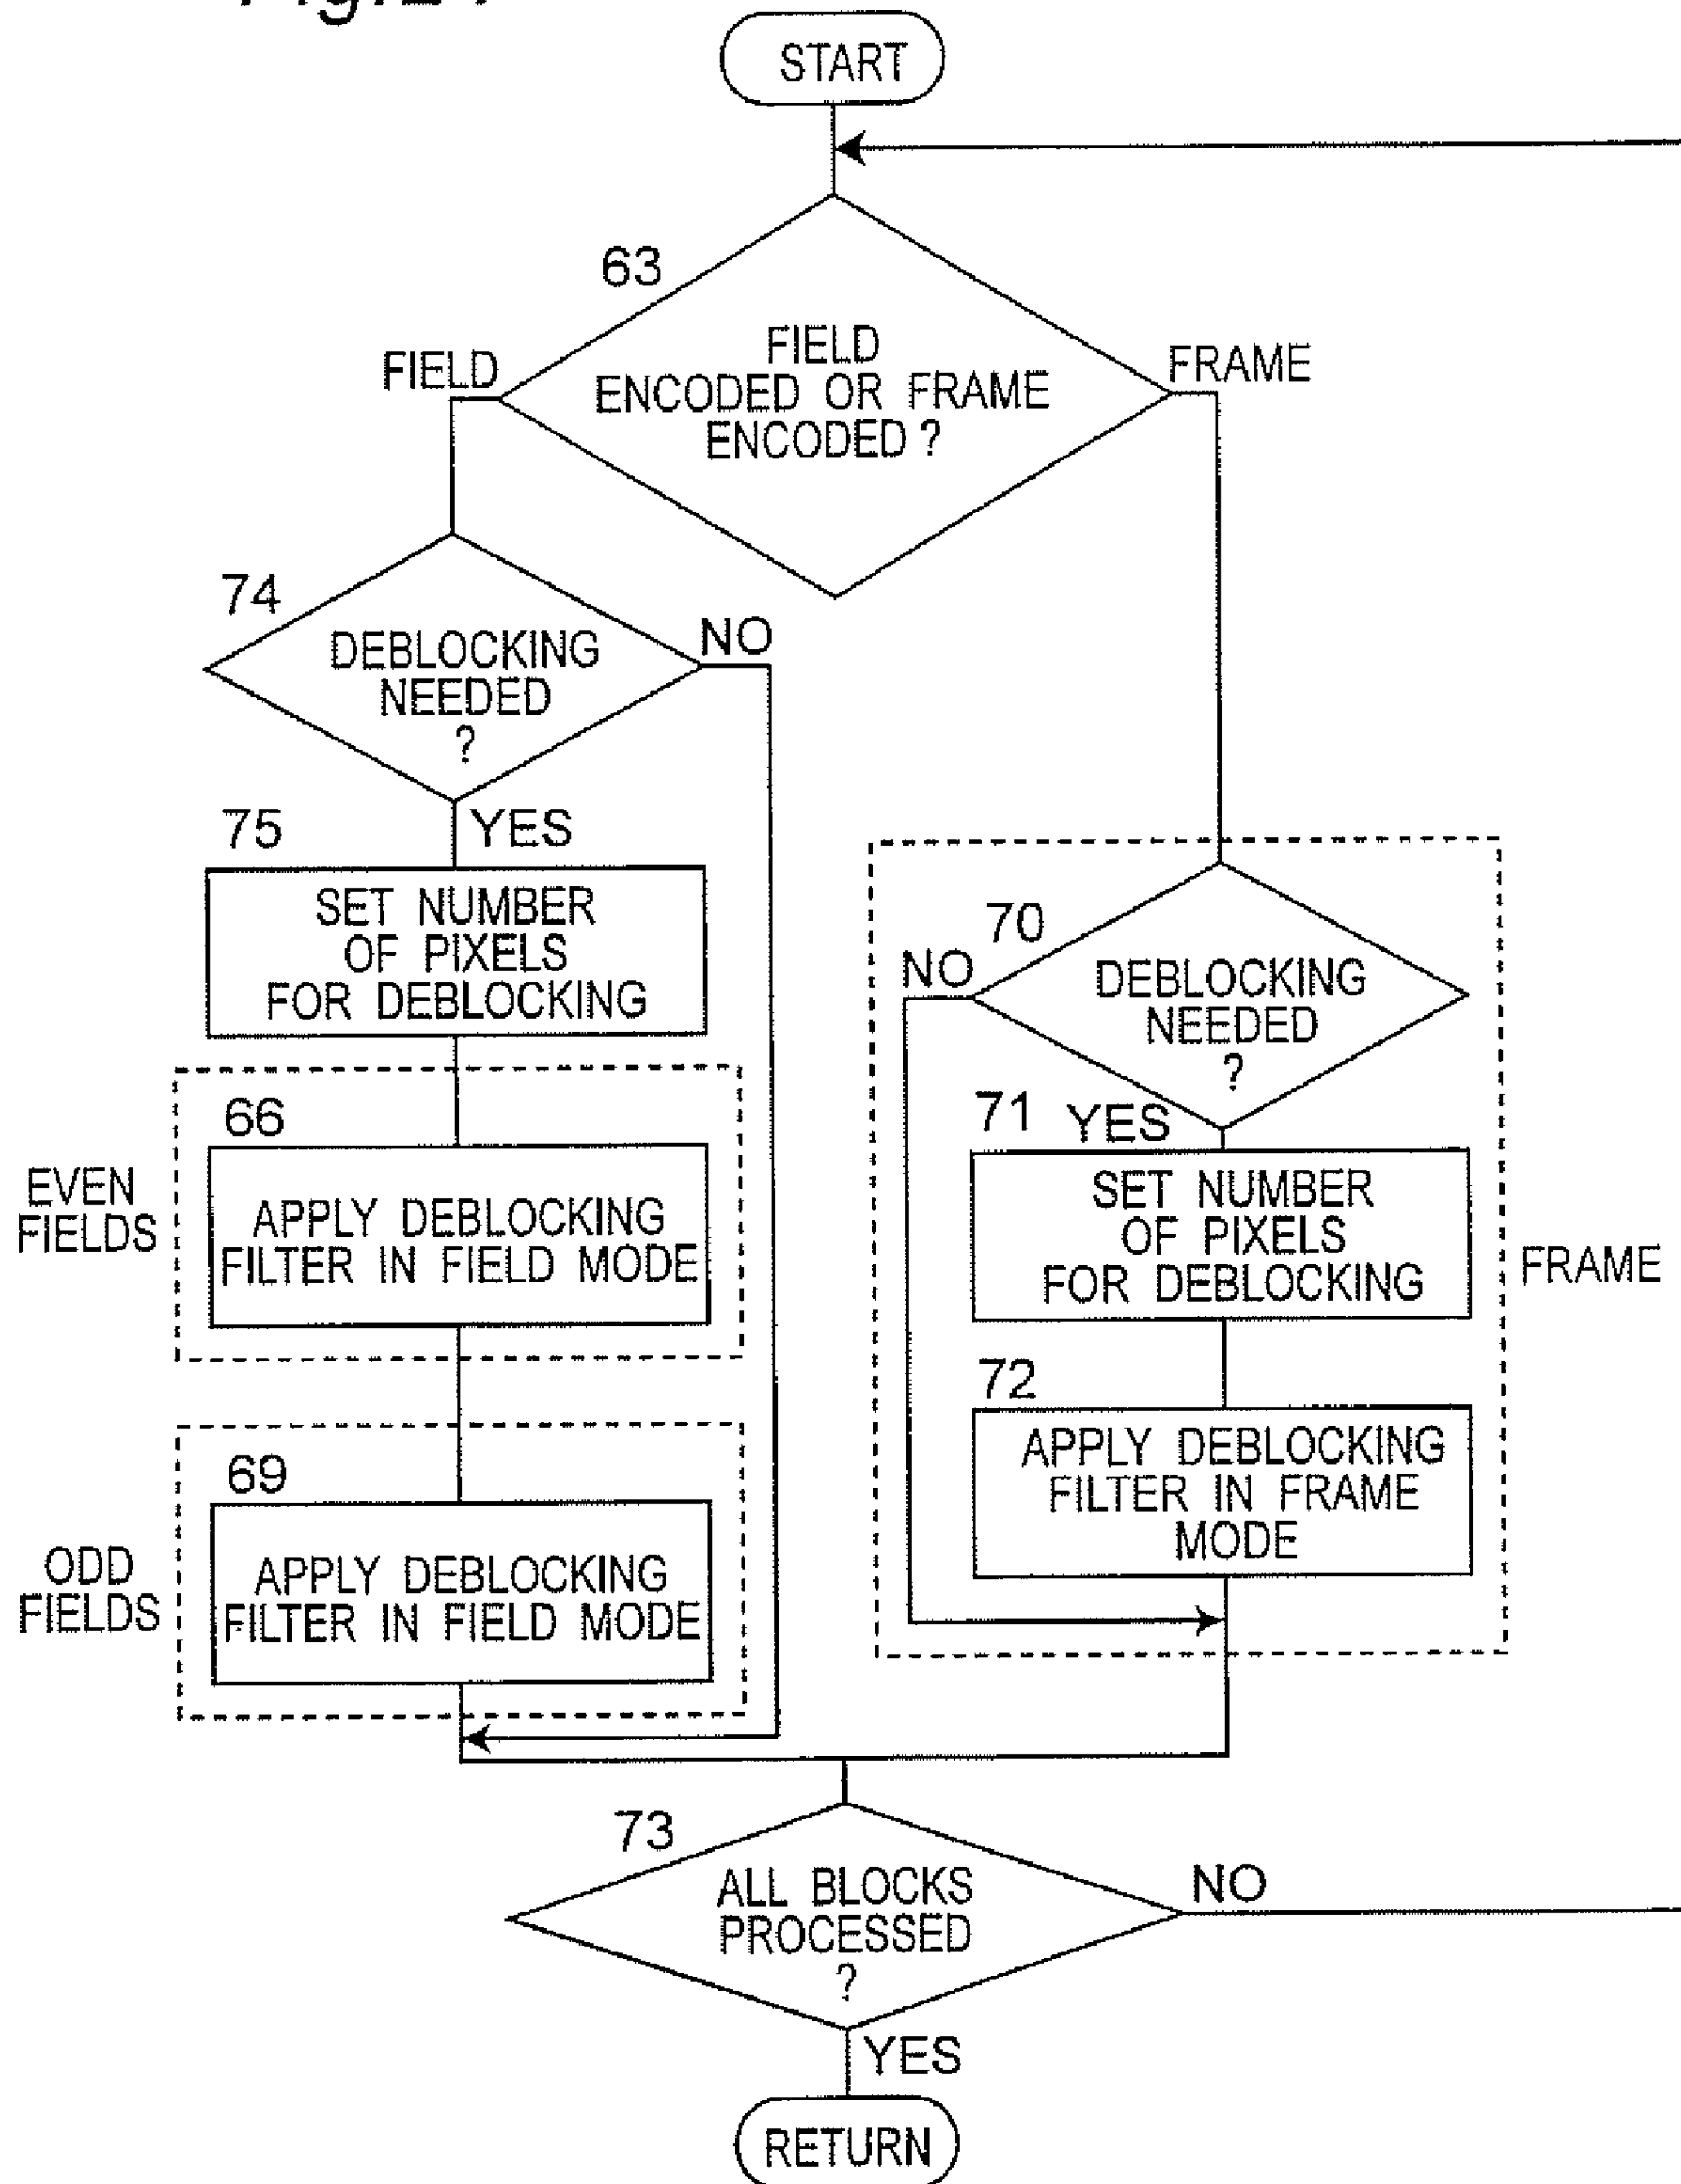 START
63
FIELD
ENCODED OR FRAME
ENCODED ?
FIELD
FRAME
74
DEBLOCKING
NEEDED
?
NO
YES
75
SET NUMBER
OF PIXELS
FOR DEBLOCKING
66
EVEN
FIELDS
APPLY DEBLOCKING
FILTER IN FIELD MODE
69
ODD
FIELDS
APPLY DEBLOCKING
FILTER IN FIELD MODE
70
NO
DEBLOCKING
NEEDED
?
71
YES
SET NUMBER
OF PIXELS
FOR DEBLOCKING
FRAME
72
APPLY DEBLOCKING
FILTER IN FRAME
MODE
73
ALL BLOCKS
PROCESSED
?
NO
YES
RETURN